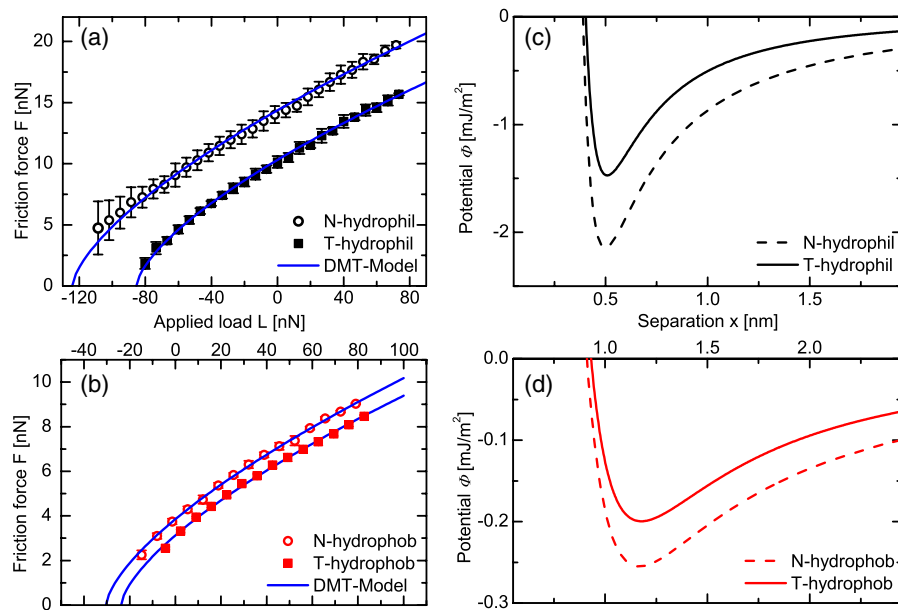 (a)
Friction force F [nN]
20
15
10
5
0
N-hydrophil
T-hydrophil
DMT-Model
-120 -80 -40 0 40 80
Applied load L [nN]
(c)
Potential Φ [mJ/m²]
0
-1
-2
N-hydrophil
T-hydrophil
0.5 1.0 1.5
Separation x [nm]
-40 -20 0 20 40 60 80 100
(b)
Friction force F [nN]
10
8
6
4
2
0
N-hydrophob
T-hydrophob
DMT-Model
1.0 1.5 2.0
(d)
Potential Φ [mJ/m²]
0.0
-0.1
-0.2
-0.3
N-hydrophob
T-hydrophob